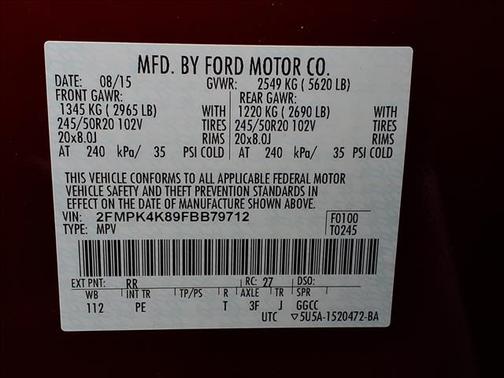 MFD. BY FORD MOTOR CO.
DATE: 08/15 GVWR: 2549 KG ( 5620 LB)
FRONT GAWR: REAR GAWR:
1345 KG ( 2965 LB) WITH 1220 KG ( 2690 LB) WITH
245/50R20 102V TIRES 245/50R20 102V TIRES
20x8.0J RIMS 20x8.0J RIMS
AT 240 kPa/ 35 PSI COLD AT 240 kPa/ 35 PSI COLD
THIS VEHICLE CONFORMS TO ALL APPLICABLE FEDERAL MOTOR
VEHICLE SAFETY AND THEFT PREVENTION STANDARDS IN
EFFECT ON THE DATE OF MANUFACTURE SHOWN ABOVE.
VIN: 2FMPK4K89FBB79712 F0100
TYPE: MPV T0245
EXT PNT: RR RC: 27 DSO:
WB INT TR TP/PS R AXLE TR SPR
112 PE T 3F J GGCC
UTC ▽5U5A-1520472-BA